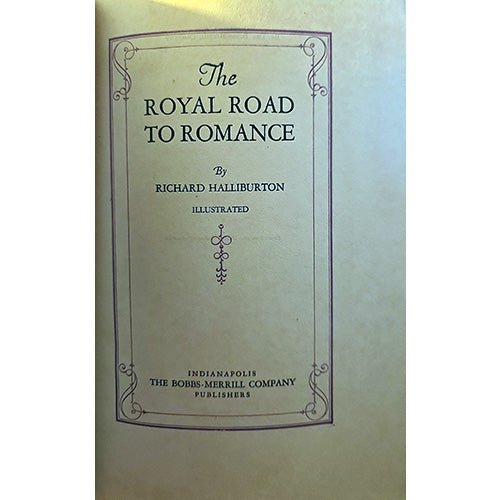 The
ROYAL ROAD
TO ROMANCE
By
RICHARD HALLIBURTON
ILLUSTRATED
INDIANAPOLIS
THE BOBBS-MERRILL COMPANY
PUBLISHERS